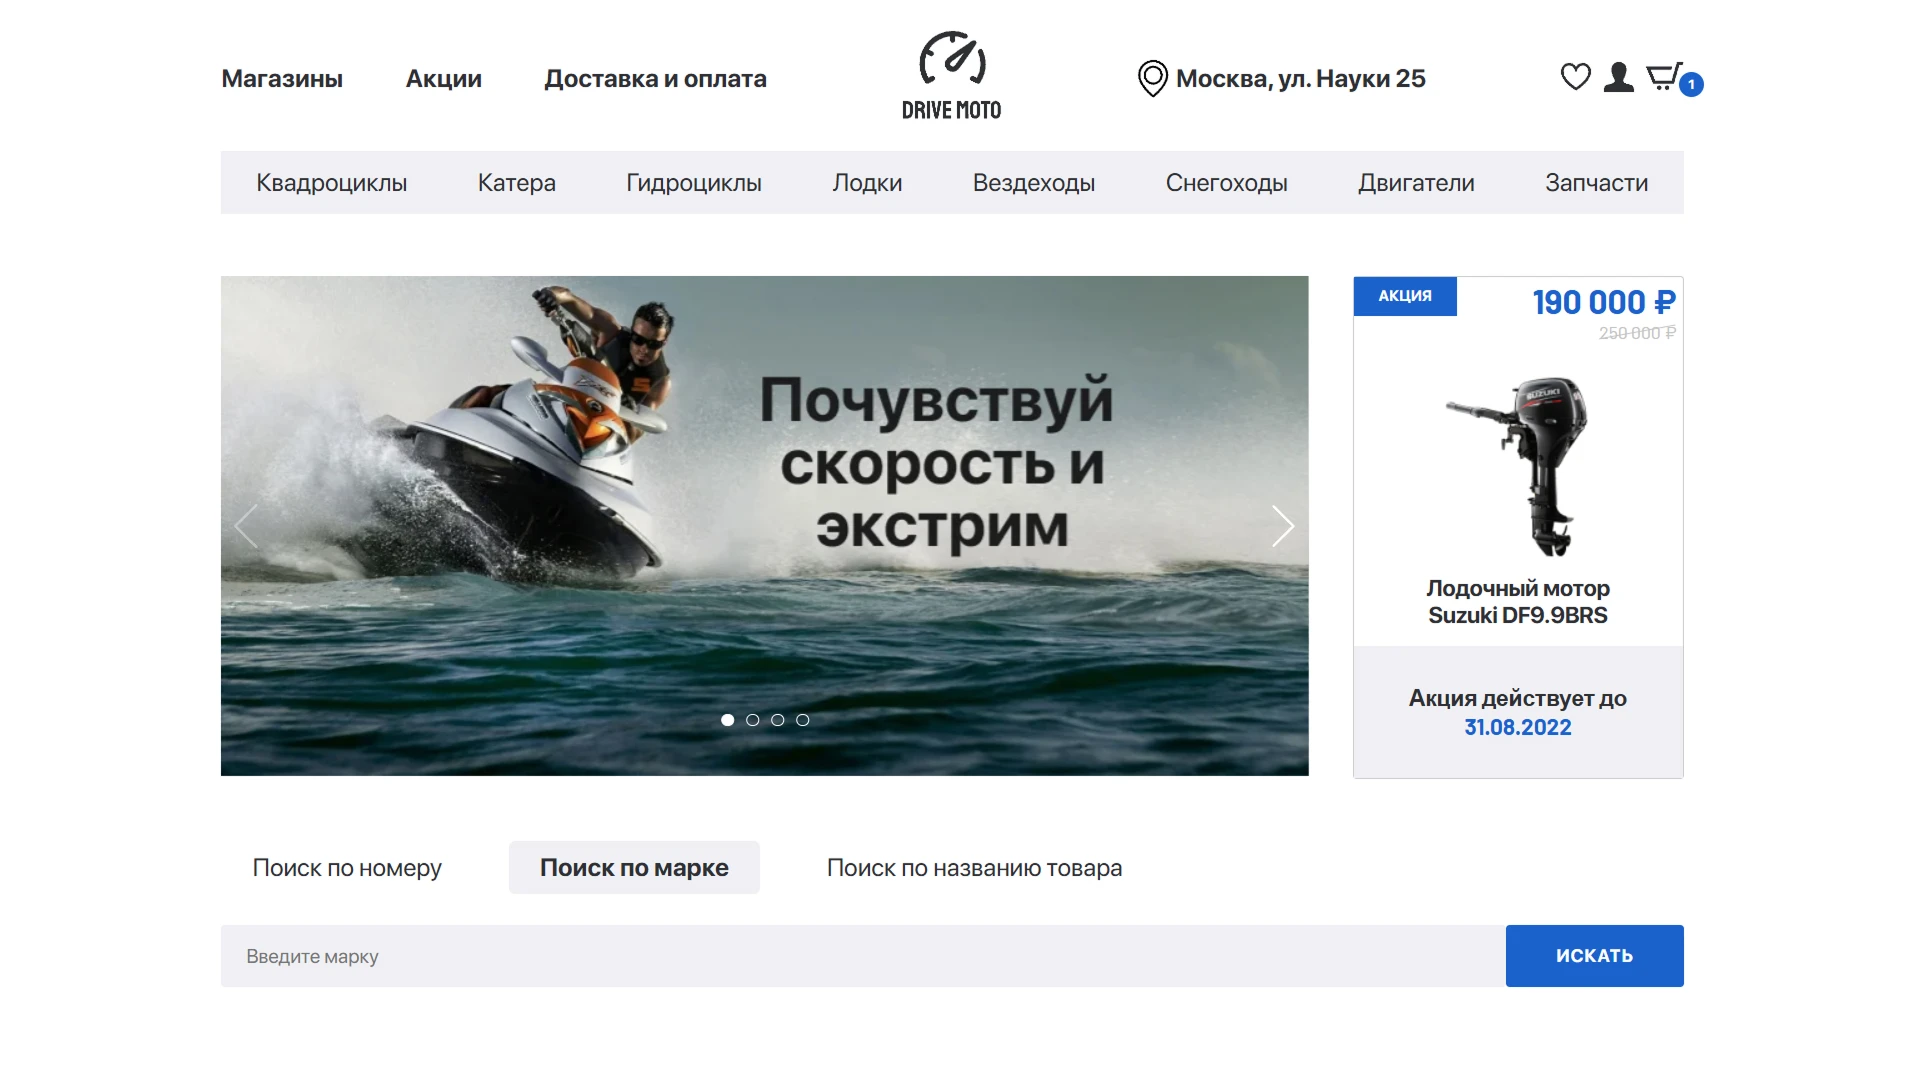 Магазины
Акции
Доставка и оплата
DRIVE MOTO
Москва, ул. Науки 25
1
Квадроциклы
Катера
Гидроциклы
Лодки
Вездеходы
Снегоходы
Двигатели
Запчасти
Почувствуй
скорость и
экстрим
АКЦИЯ
190 000 ₽
250 000 ₽
SUZUKI
Лодочный мотор
Suzuki DF9.9BRS
Акция действует до
31.08.2022
Поиск по номеру
Поиск по марке
Поиск по названию товара
Введите марку
ИСКАТЬ